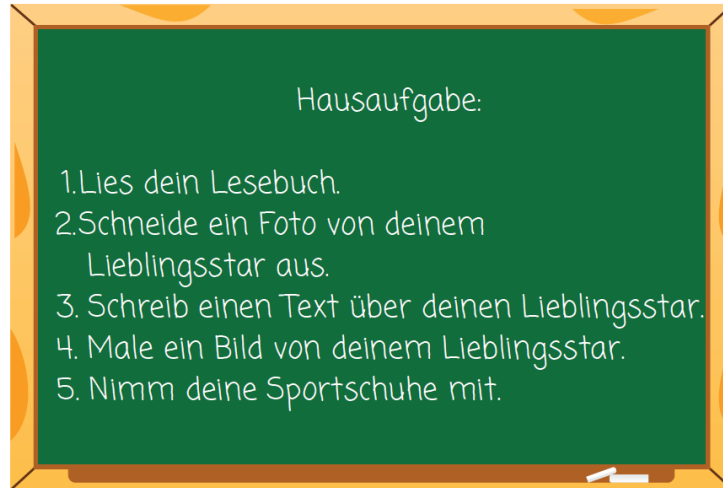 Hausaufgabe:
1.Lies dein Lesebuch.
2.Schneide ein Foto von deinem
Lieblingsstar aus.
3. Schreib einen Text über deinen Lieblingsstar.
4. Male ein Bild von deinem Lieblingsstar.
5. Nimm deine Sportschuhe mit.